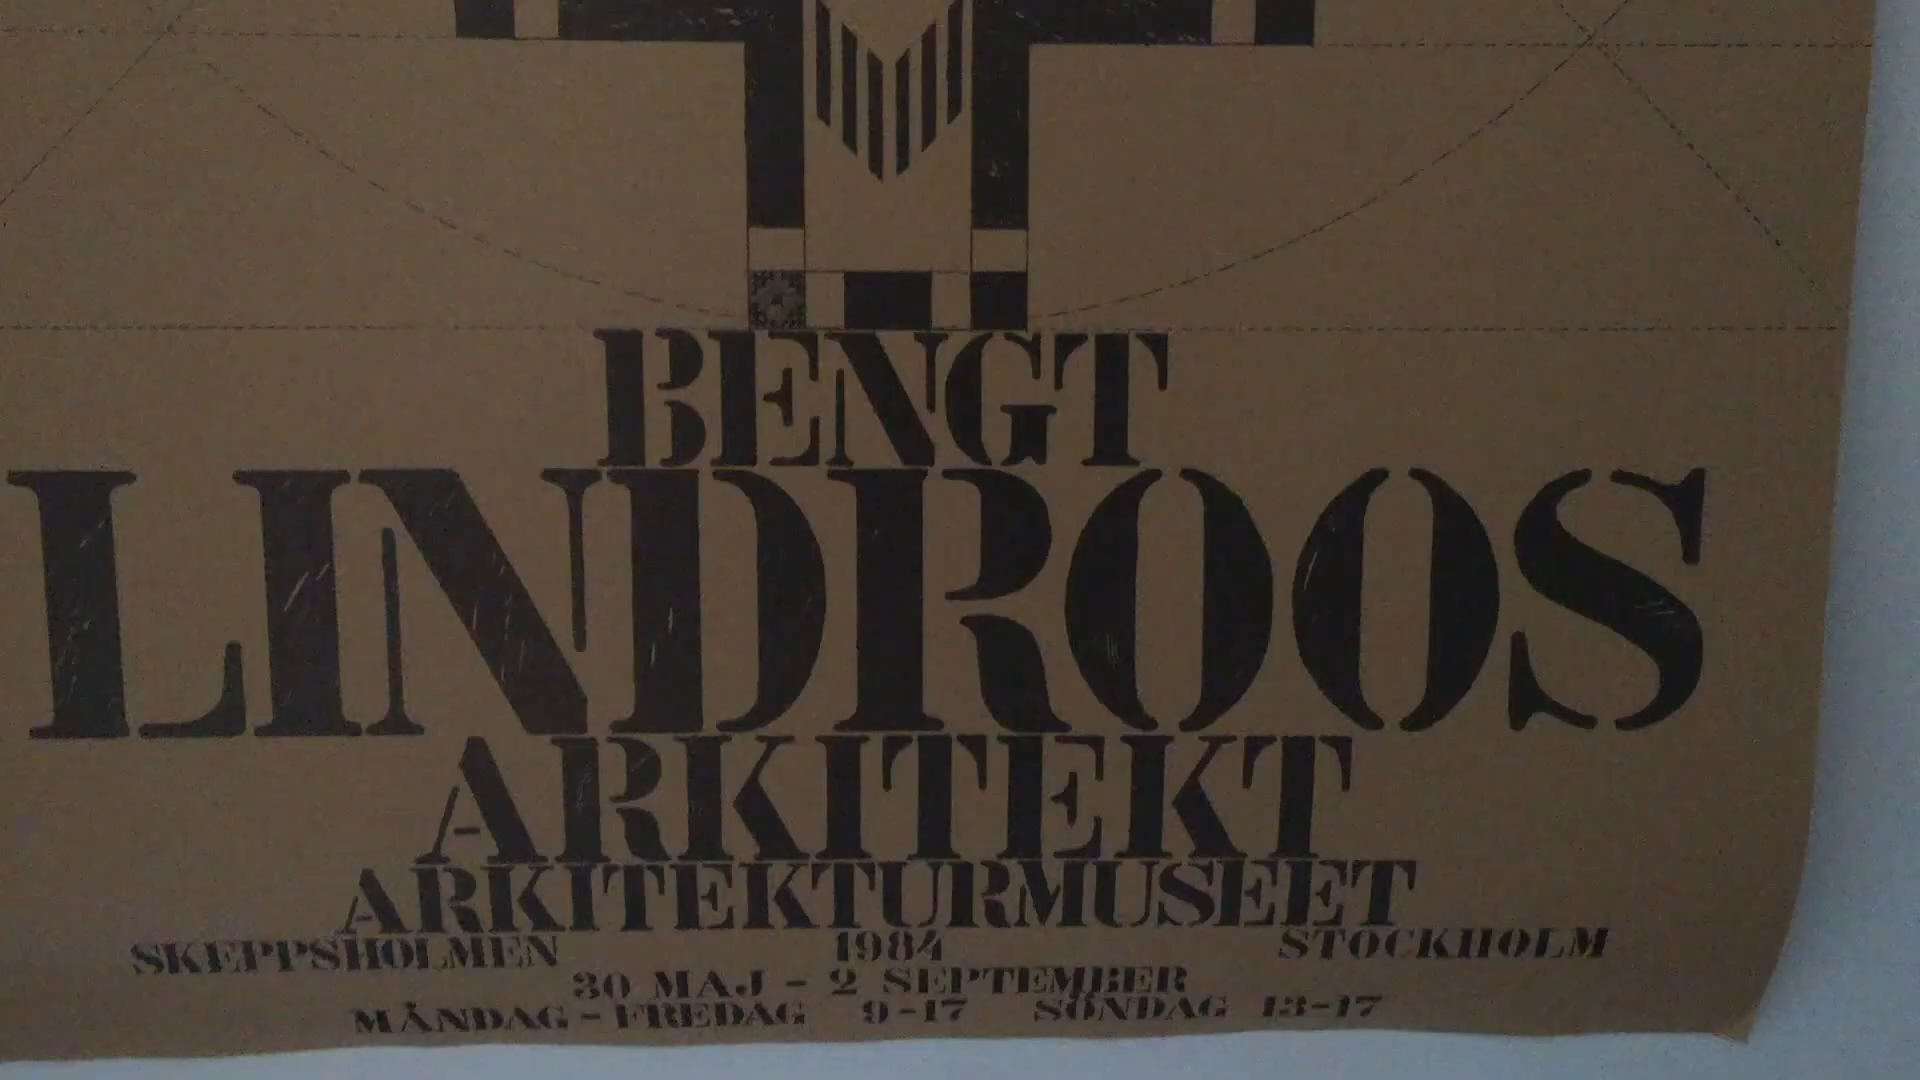 BENGT
LINDROOS
ARKITEKT
ARKITEKTURMUSEET
SKEPPSHOLMEN 1984 STOCKHOLM
30 MAJ - 2 SEPTEMBER
MÅNDAG - FREDAG 9-17 SÖNDAG 13-17